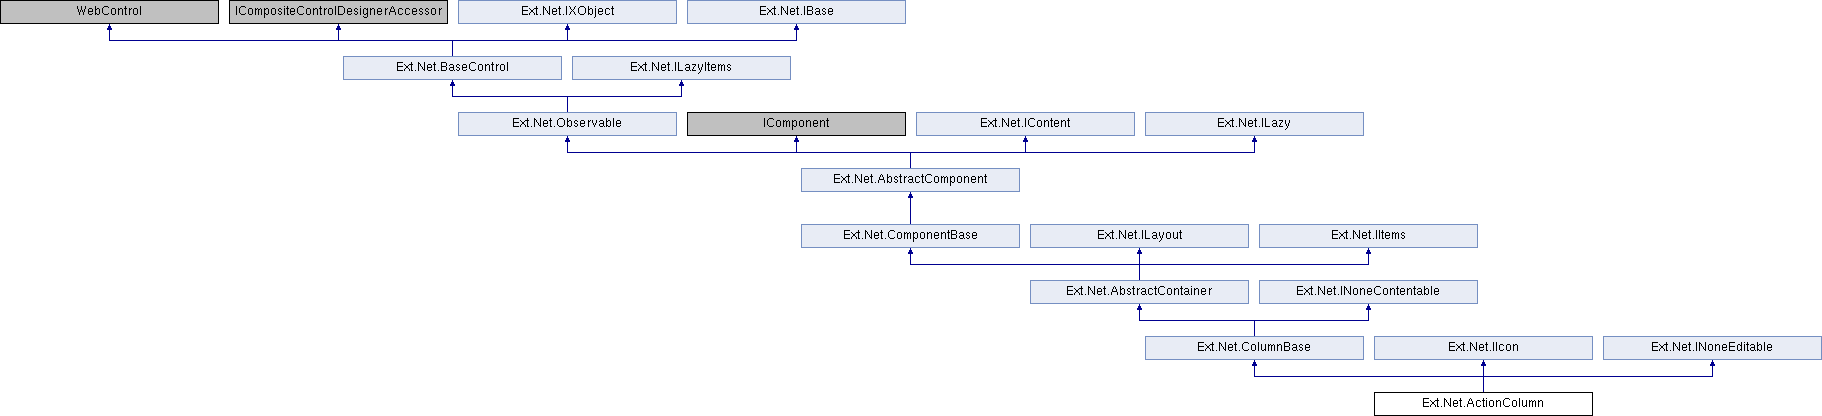 WebControl
ICompositeControlDesignerAccessor
Ext.Net.IXObject
Ext.Net.IBase
Ext.Net.BaseControl
Ext.Net.ILazyItems
Ext.Net.Observable
IComponent
Ext.Net.IContent
Ext.Net.ILazy
Ext.Net.AbstractComponent
Ext.Net.ComponentBase
Ext.Net.ILayout
Ext.Net.IItems
Ext.Net.AbstractContainer
Ext.Net.INoneContentable
Ext.Net.ColumnBase
Ext.Net.IIcon
Ext.Net.INoneEditable
Ext.Net.ActionColumn